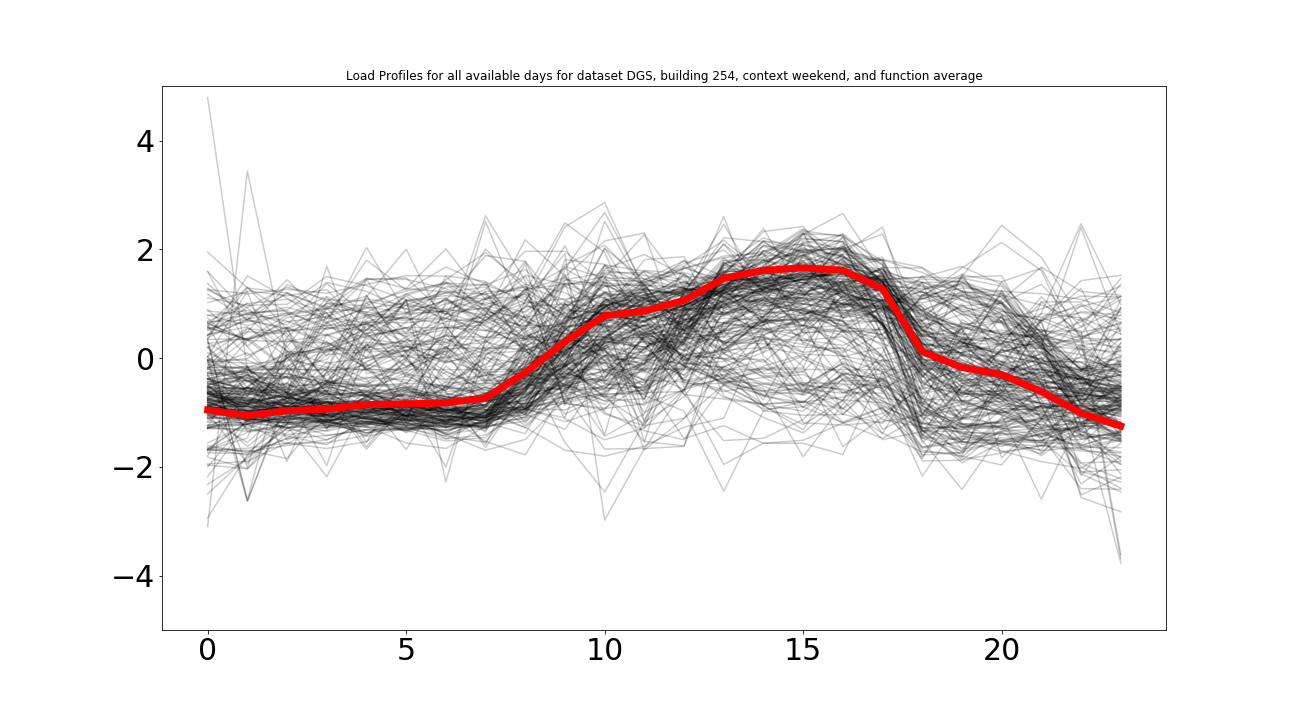 Load Profiles for all available days for dataset DGS, building 254, context weekend, and function average
4
2
0
−2
−4
0 5 10 15 20